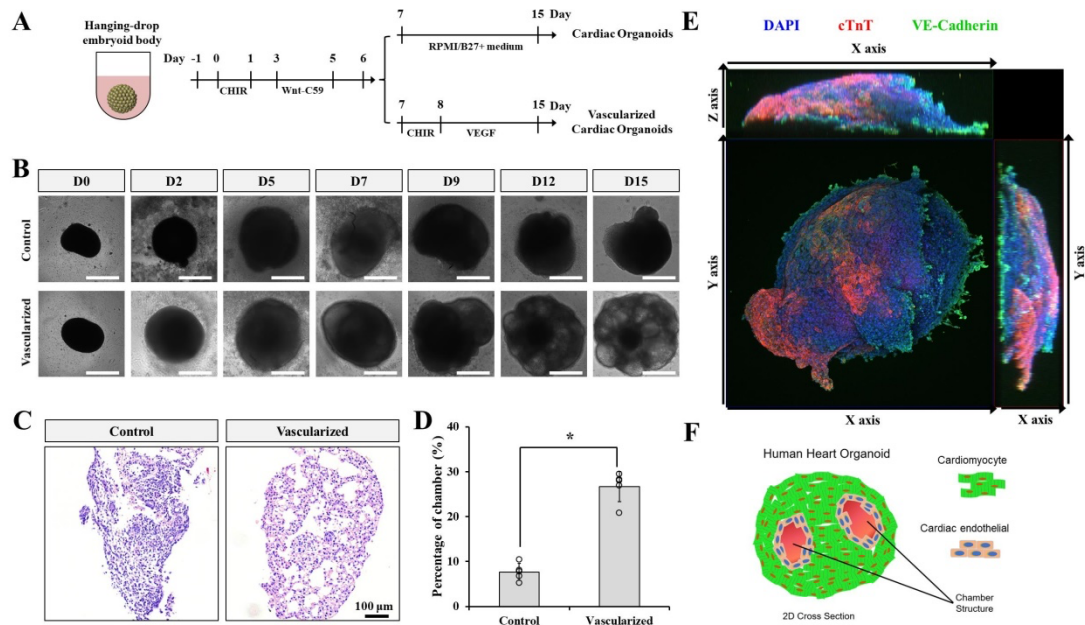 A
Hanging-drop
embryoid body
Day -1 0 1 3 5 6
CHIR Wnt-C59
7 15 Day
RPMI/B27+ medium
Cardiac Organoids
7 8 15 Day
CHIR VEGF
Vascularized
Cardiac Organoids
B
D0 D2 D5 D7 D9 D12 D15
Control
Vascularized
C
Control Vascularized
100 μm
D
Percentage of chamber (%)
40
30
20
10
0
*
Control Vascularized
E
DAPI cTnT VE-Cadherin
X axis
Z axis
Y axis
Y axis
X axis X axis
F
Human Heart Organoid
Cardiomyocyte
Cardiac endothelial
Chamber
Structure
2D Cross Section